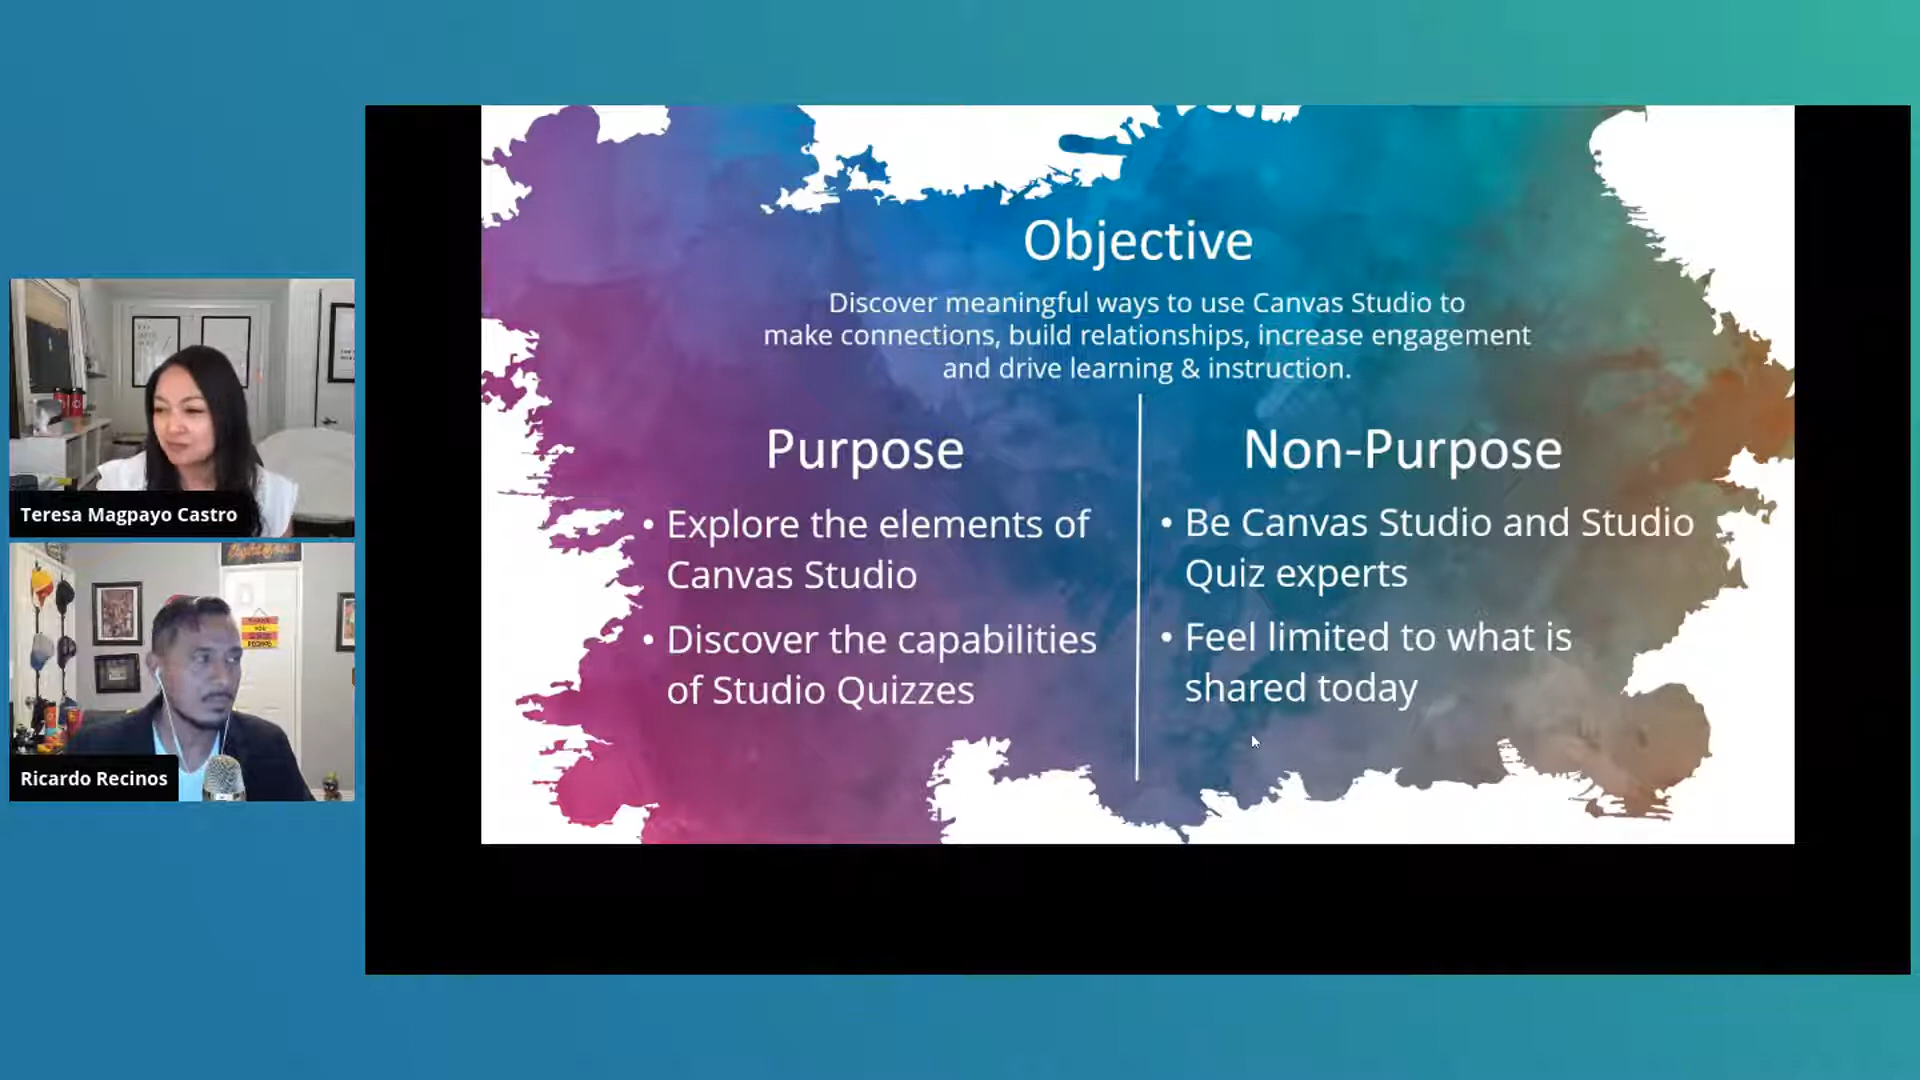 Objective
Discover meaningful ways to use Canvas Studio to
make connections, build relationships, increase engagement
and drive learning & instruction.
Purpose
• Explore the elements of
Canvas Studio
• Discover the capabilities
of Studio Quizzes
Non-Purpose
• Be Canvas Studio and Studio
Quiz experts
• Feel limited to what is
shared today
Teresa Magpayo Castro
Ricardo Recinos